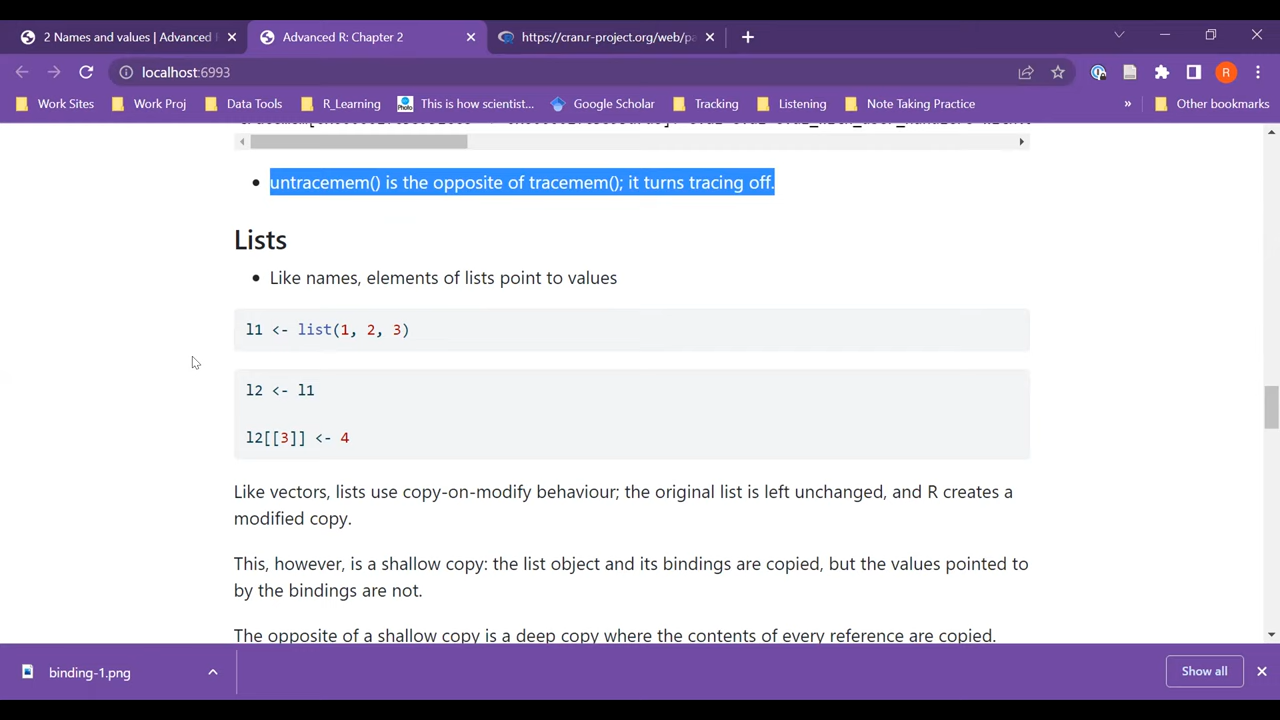 2 Names and values | Advanced
Advanced R: Chapter 2
https://cran.r-project.org/web/pa
localhost:6993
R
Work Sites
Work Proj
Data Tools
R_Learning
This is how scientist...
Google Scholar
Tracking
Listening
Note Taking Practice
»
Other bookmarks
• untracemem() is the opposite of tracemem(); it turns tracing off.
Lists
• Like names, elements of lists point to values
l1 <- list(1, 2, 3)
l2 <- l1
l2[[3]] <- 4
Like vectors, lists use copy-on-modify behaviour; the original list is left unchanged, and R creates a
modified copy.
This, however, is a shallow copy: the list object and its bindings are copied, but the values pointed to
by the bindings are not.
The opposite of a shallow copy is a deep copy where the contents of every reference are copied.
binding-1.png
Show all